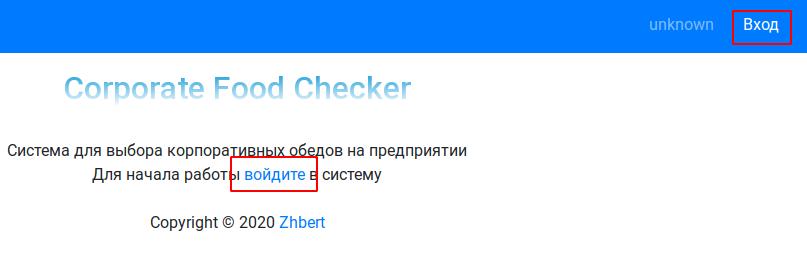 unknown Вход
Corporate Food Checker
Система для выбора корпоративных обедов на предприятии
Для начала работы войдите в систему
Copyright © 2020 Zhbert